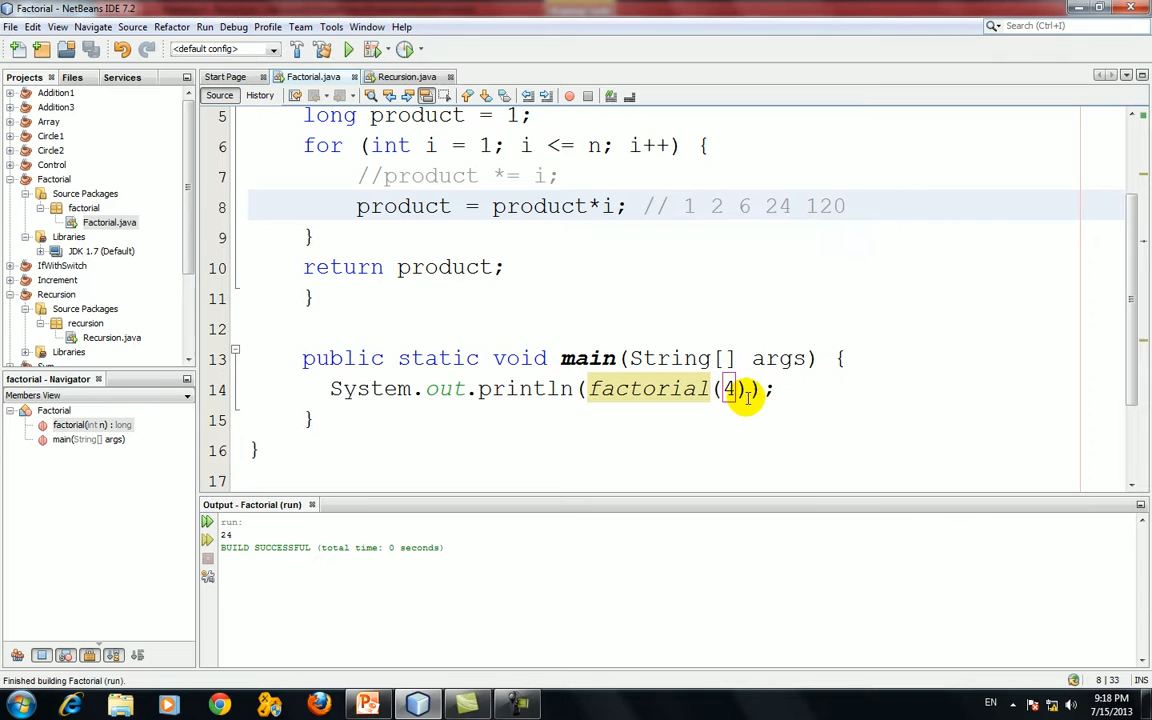 Factorial - NetBeans IDE 7.2
File Edit View Navigate Source Refactor Run Debug Profile Team Tools Window Help
Search (Ctrl+I)
<default config>
Projects Files Services
Start Page Factorial.java Recursion.java
Source History
Addition1
Addition3
Array
Circle1
Circle2
Control
Factorial
Source Packages
factorial
Factorial.java
Libraries
JDK 1.7 (Default)
IfWithSwitch
Increment
Recursion
Source Packages
recursion
Recursion.java
Libraries
5 long product = 1;
6 for (int i = 1; i <= n; i++) {
7 //product *= i;
8 product = product*i; // 1 2 6 24 120
9 }
10 return product;
11 }
12
13 public static void main(String[] args) {
14 System.out.println(factorial(4));
15 }
16 }
17
factorial - Navigator
Members View
Factorial
factorial(int n) : long
main(String[] args)
Output - Factorial (run)
run:
24
BUILD SUCCESSFUL (total time: 0 seconds)
Finished building Factorial (run).
8 | 33 INS
EN
9:18 PM
7/15/2013